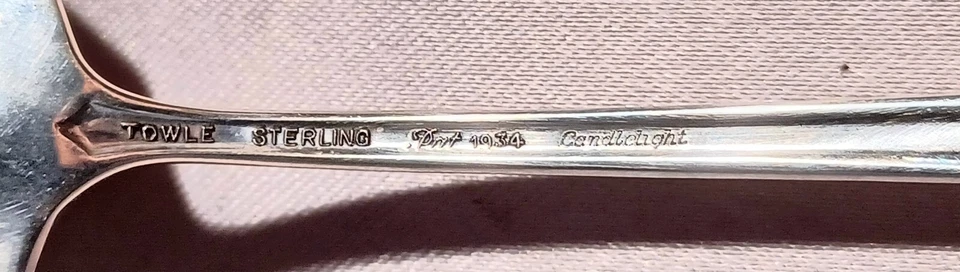 TOWLE STERLING Pat 1934 Candlelight